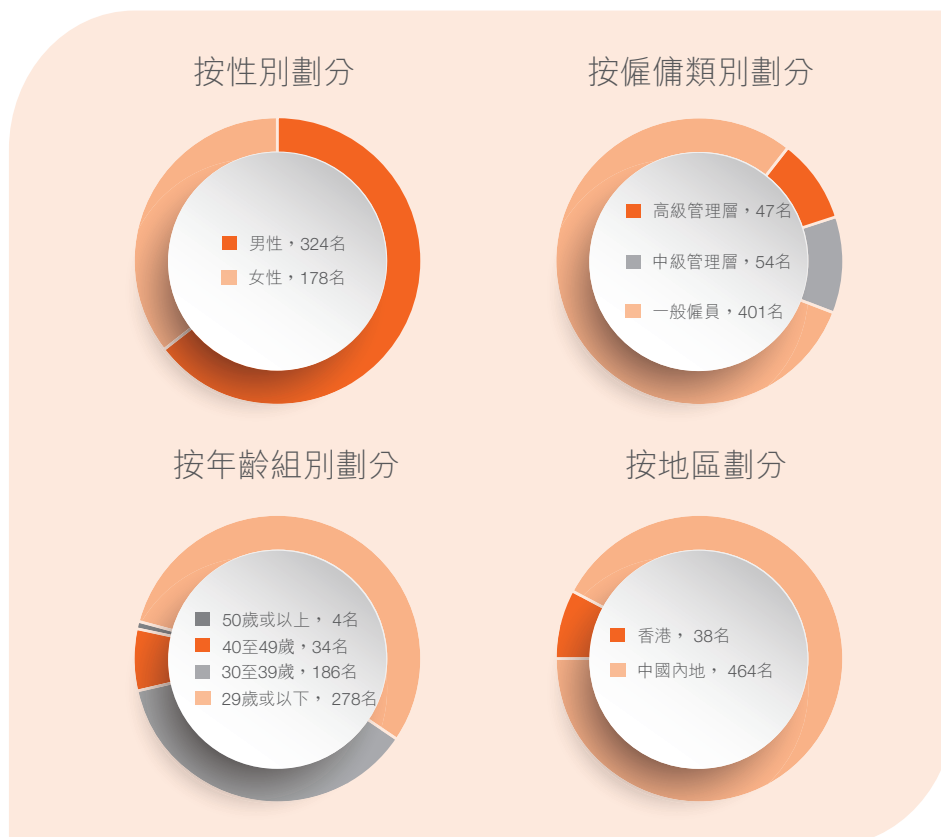 按性別劃分
男性，324名
女性，178名
按僱傭類別劃分
高級管理層，47名
中級管理層，54名
一般僱員，401名
按年齡組別劃分
50歲或以上， 4名
40至49歲，34名
30至39歲，186名
29歲或以下， 278名
按地區劃分
香港， 38名
中國內地， 464名